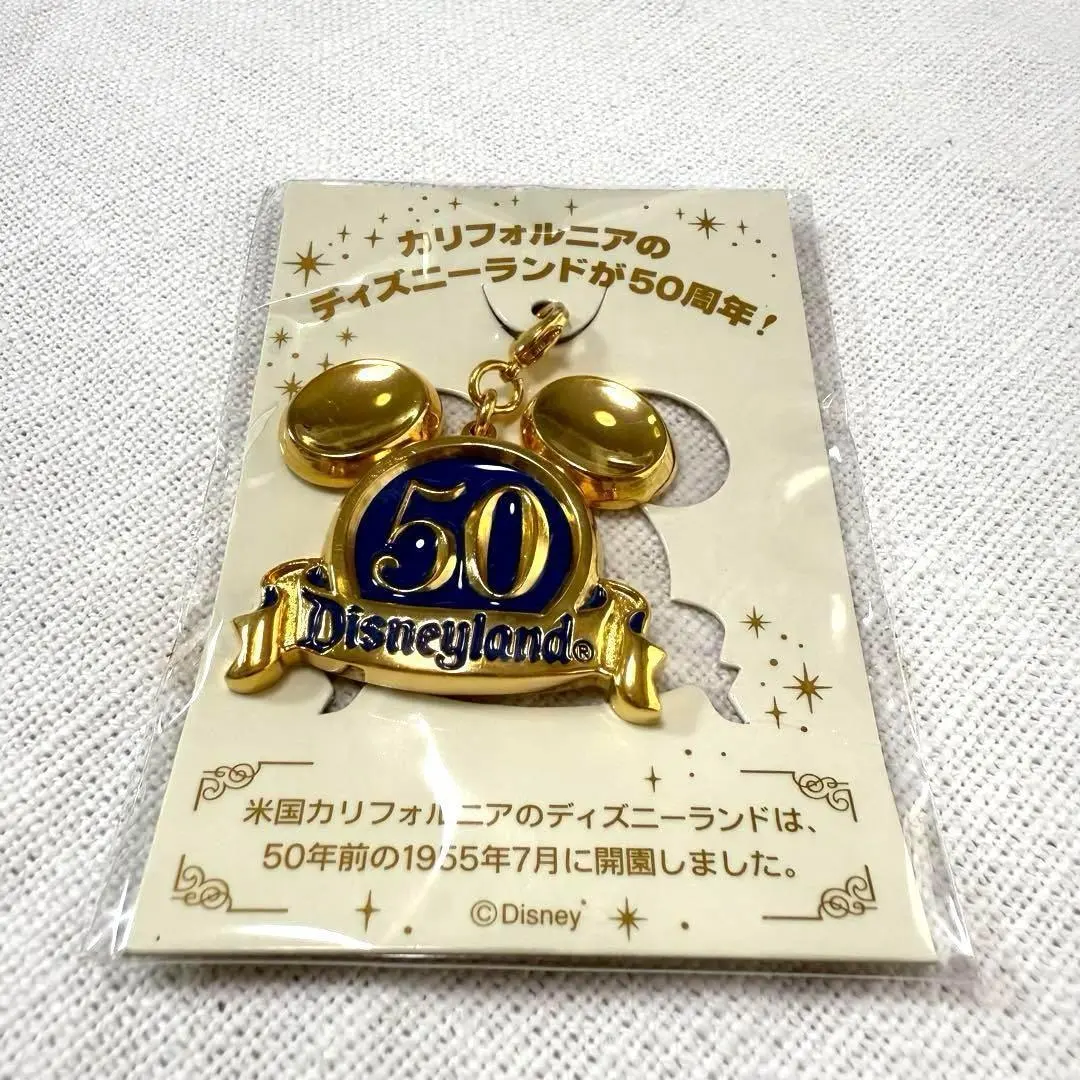 カリフォルニアの
ディズニーランドが50周年!
50
Disneyland®
米国カリフォルニアのディズニーランドは、
50年前の1955年7月に開園しました。
©Disney